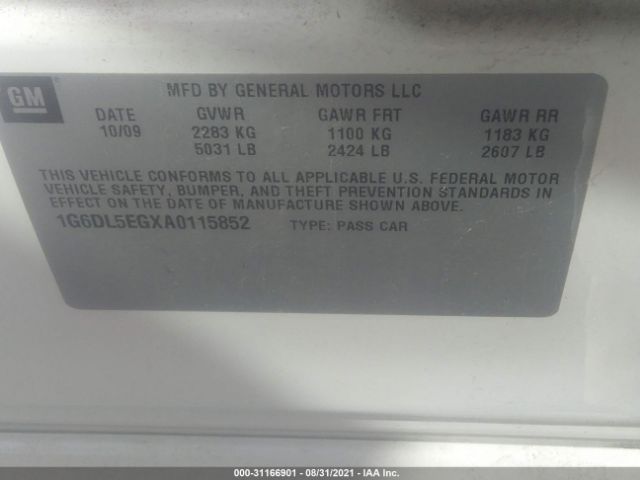 GM
MFD BY GENERAL MOTORS LLC
DATE GVWR GAWR FRT GAWR RR
10/09 2283 KG 1100 KG 1183 KG
5031 LB 2424 LB 2607 LB
THIS VEHICLE CONFORMS TO ALL APPLICABLE U.S. FEDERAL MOTOR
VEHICLE SAFETY, BUMPER, AND THEFT PREVENTION STANDARDS IN
EFFECT ON THE DATE OF MANUFACTURE SHOWN ABOVE.
1G6DL5EGXA0115852 TYPE: PASS CAR
000-31166901 - 08/31/2021 - IAA Inc.